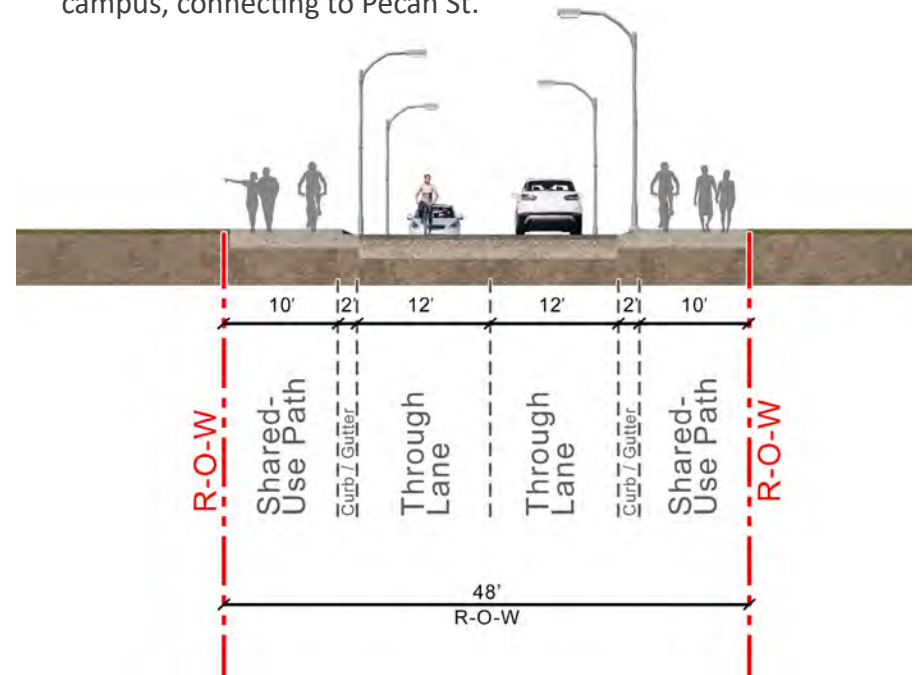 campus, connecting to Pecan St.
10' 2' 12' 12' 2' 10'
R-O-W
Shared-
Use Path
Curb / Gutter
Through
Lane
Through
Lane
Curb / Gutter
Shared-
Use Path
R-O-W
48'
R-O-W